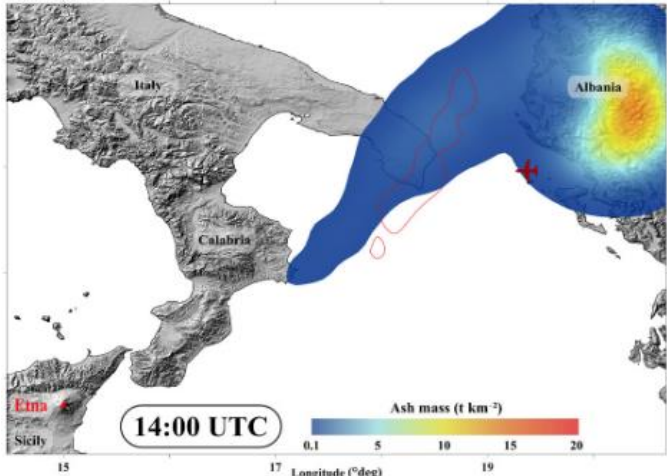 Italy
Albania
Calabria
Etna
Sicily
14:00 UTC
Ash mass (t km⁻²)
0.1 5 10 15 20
15 17 19
Longitude (°deg)